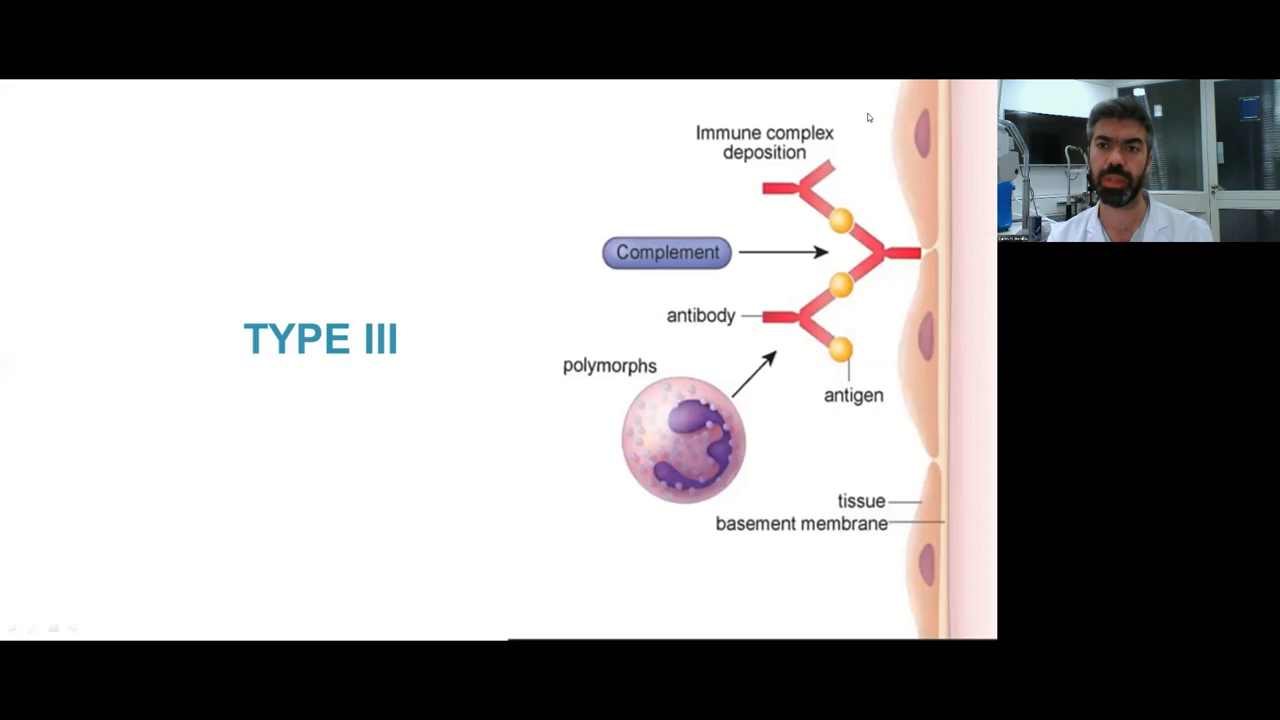 TYPE III
Immune complex
deposition
Complement
antibody
polymorphs
antigen
tissue
basement membrane